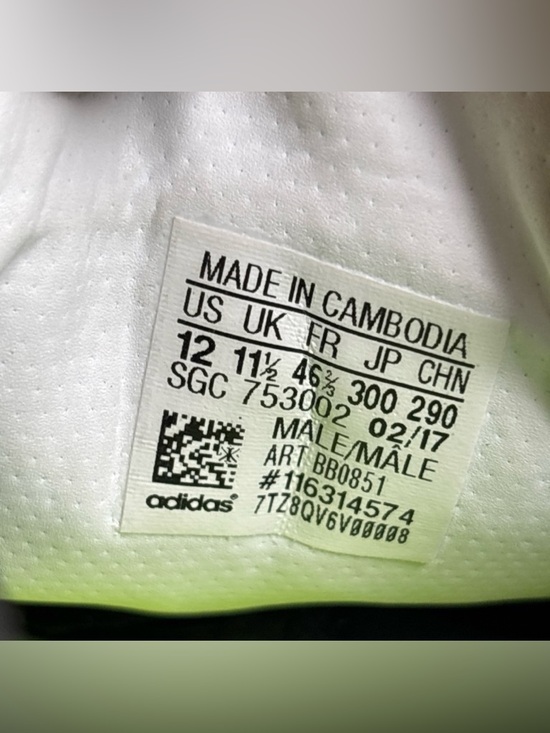 MADE IN CAMBODIA
US UK FR JP CHN
12 11½ 46⅔ 300 290
SGC 753002 02/17
MALE/MÂLE
ART BB0851
#116314574
adidas® 7TZ8QV6V00008